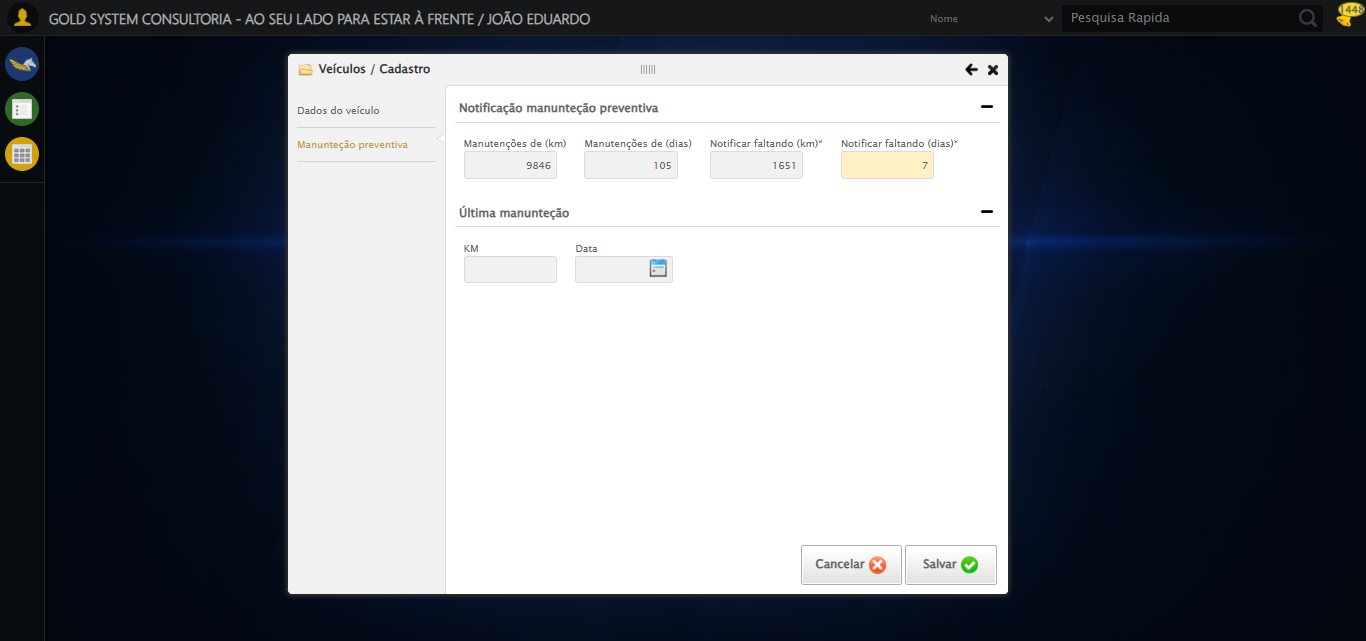 GOLD SYSTEM CONSULTORIA - AO SEU LADO PARA ESTAR À FRENTE / JOÃO EDUARDO
Nome
Pesquisa Rapida
1448
Veículos / Cadastro
Dados do veículo
Manunteção preventiva
Notificação manunteção preventiva
Manutenções de (km) Manutenções de (dias) Notificar faltando (km)* Notificar faltando (dias)*
9846 105 1651 7
Última manunteção
KM Data
Cancelar Salvar